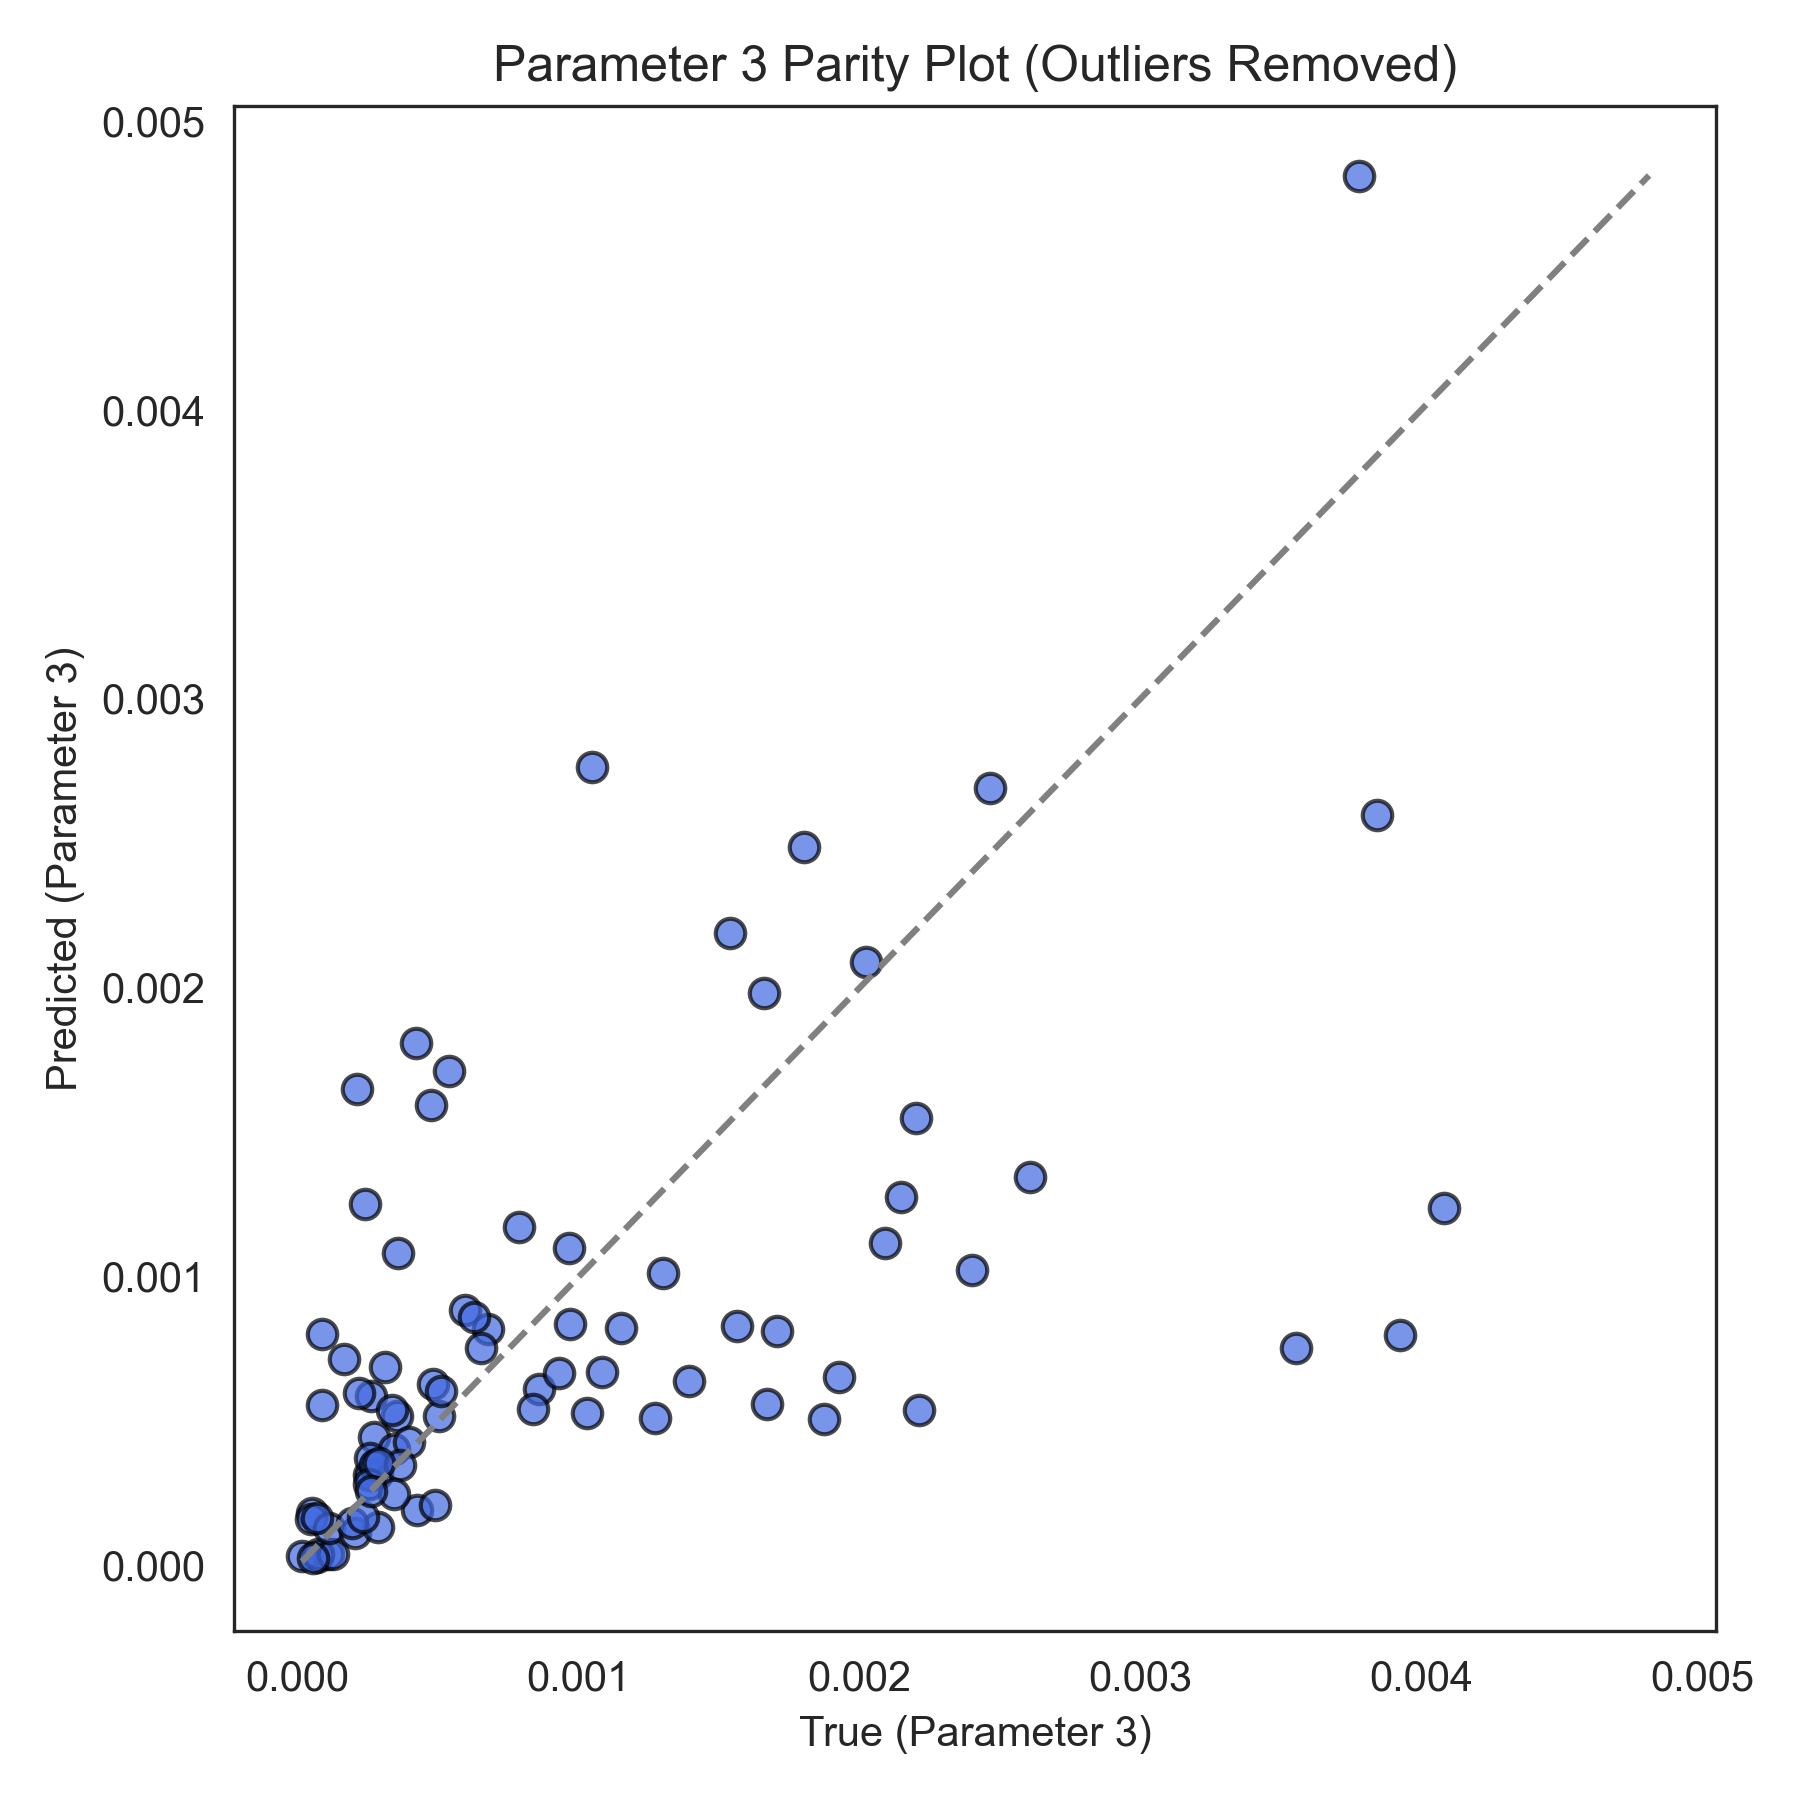 Parameter 3 Parity Plot (Outliers Removed)
0.005
0.004
0.003
0.002
0.001
0.000
Predicted (Parameter 3)
0.000 0.001 0.002 0.003 0.004 0.005
True (Parameter 3)